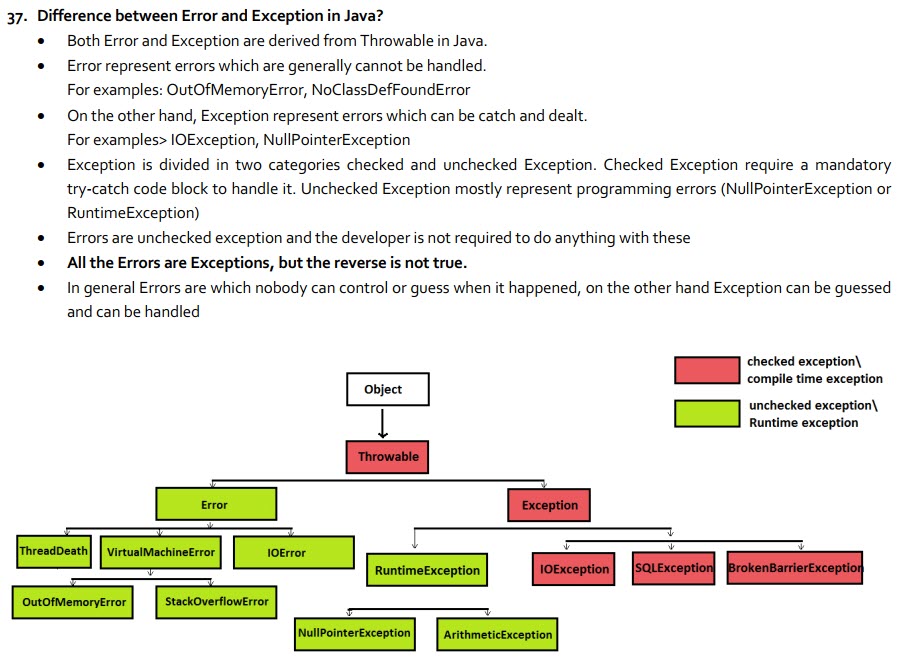 37. Difference between Error and Exception in Java?
• Both Error and Exception are derived from Throwable in Java.
• Error represent errors which are generally cannot be handled.
For examples: OutOfMemoryError, NoClassDefFoundError
• On the other hand, Exception represent errors which can be catch and dealt.
For examples> IOException, NullPointerException
• Exception is divided in two categories checked and unchecked Exception. Checked Exception require a mandatory
try-catch code block to handle it. Unchecked Exception mostly represent programming errors (NullPointerException or
RuntimeException)
• Errors are unchecked exception and the developer is not required to do anything with these
• All the Errors are Exceptions, but the reverse is not true.
• In general Errors are which nobody can control or guess when it happened, on the other hand Exception can be guessed
and can be handled
checked exception\
compile time exception
unchecked exception\
Runtime exception
Object
Throwable
Error
Exception
ThreadDeath
VirtualMachineError
IOError
RuntimeException
IOException
SQLException
BrokenBarrierException
OutOfMemoryError
StackOverflowError
NullPointerException
ArithmeticException